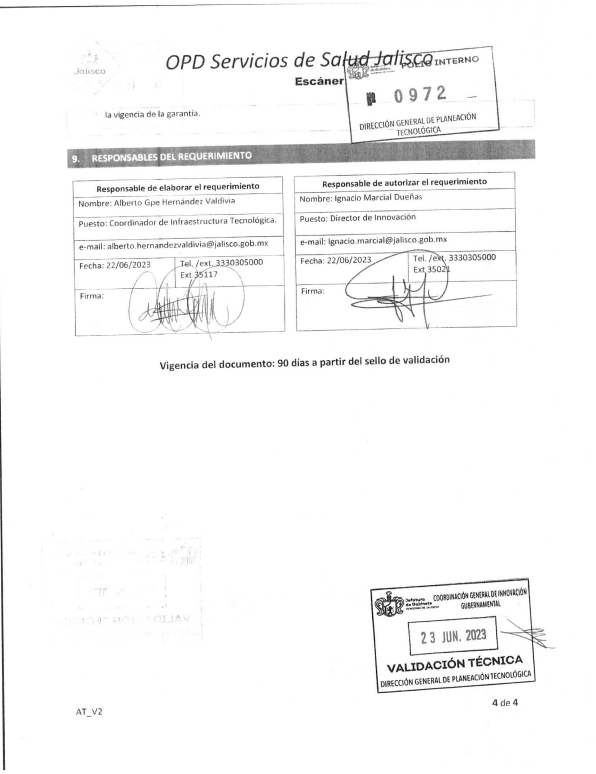 Jalisco
OPD Servicios de Salud Jalisco
Escáner
FOLIO INTERNO
Nº 0972
DIRECCIÓN GENERAL DE PLANEACIÓN
TECNOLÓGICA
la vigencia de la garantía.
9. RESPONSABLES DEL REQUERIMIENTO
Responsable de elaborar el requerimiento
Nombre: Alberto Gpe Hernández Valdivia
Puesto: Coordinador de Infraestructura Tecnológica.
e-mail: alberto.hernandezvaldivia@jalisco.gob.mx
Fecha: 22/06/2023
Tel. /ext. 3330305000
Ext 35117
Firma:
Responsable de autorizar el requerimiento
Nombre: Ignacio Marcial Dueñas
Puesto: Director de Innovación
e-mail: Ignacio.marcial@jalisco.gob.mx
Fecha: 22/06/2023
Tel. /ext. 3330305000
Ext 35021
Firma:
Vigencia del documento: 90 días a partir del sello de validación
Jefatura
de Gabinete
COORDINACIÓN GENERAL DE INNOVACIÓN
GUBERNAMENTAL
23 JUN. 2023
VALIDACIÓN TÉCNICA
DIRECCIÓN GENERAL DE PLANEACIÓN TECNOLÓGICA
4 de 4
AT_V2